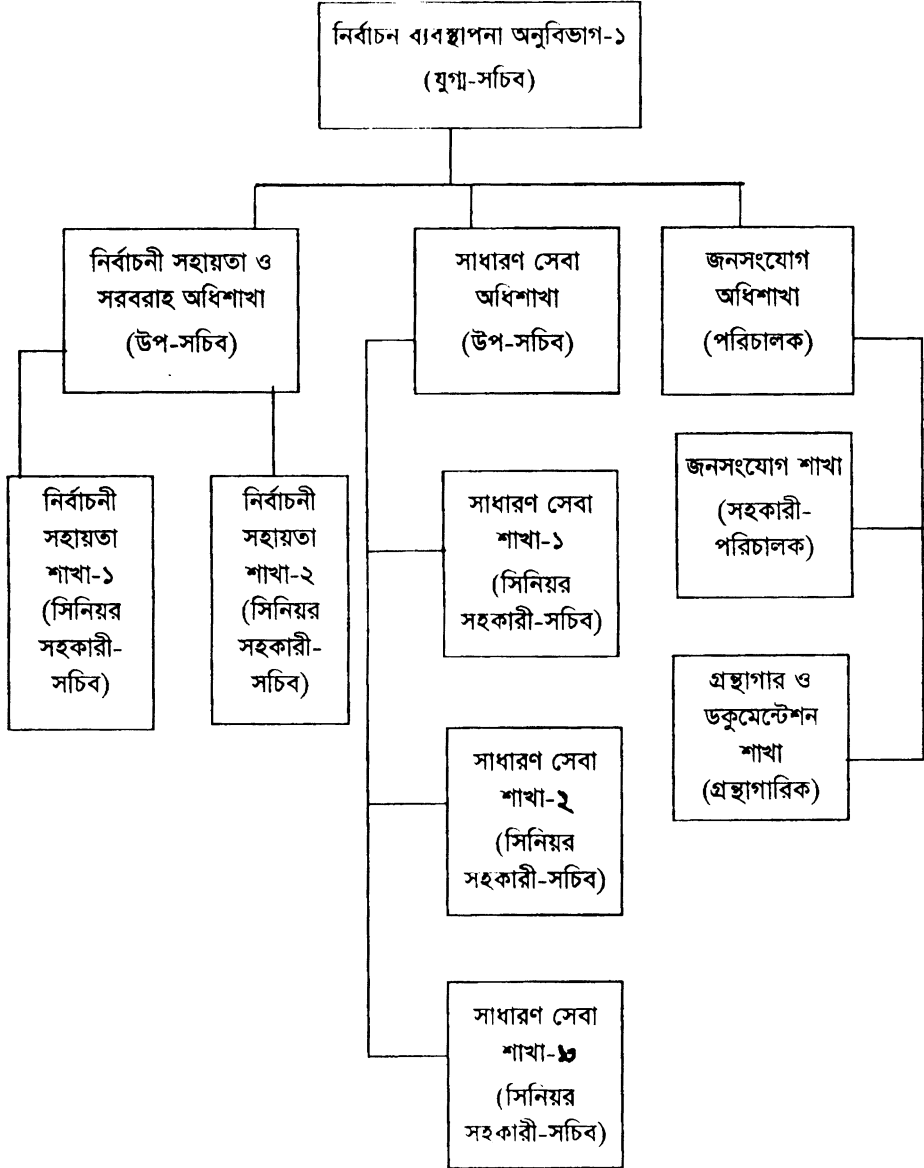 নির্বাচন ব্যবস্থাপনা অনুবিভাগ-১
(যুগ্ম-সচিব)
নির্বাচনী সহায়তা ও
সরবরাহ অধিশাখা
(উপ-সচিব)
সাধারণ সেবা
অধিশাখা
(উপ-সচিব)
জনসংযোগ
অধিশাখা
(পরিচালক)
নির্বাচনী
সহায়তা
শাখা-১
(সিনিয়র
সহকারী-
সচিব)
নির্বাচনী
সহায়তা
শাখা-২
(সিনিয়র
সহকারী-
সচিব)
সাধারণ সেবা
শাখা-১
(সিনিয়র
সহকারী-সচিব)
সাধারণ সেবা
শাখা-২
(সিনিয়র
সহকারী-সচিব)
সাধারণ সেবা
শাখা-৩
(সিনিয়র
সহকারী-সচিব)
জনসংযোগ শাখা
(সহকারী-
পরিচালক)
গ্রন্থাগার ও
ডকুমেন্টেশন
শাখা
(গ্রন্থাগারিক)